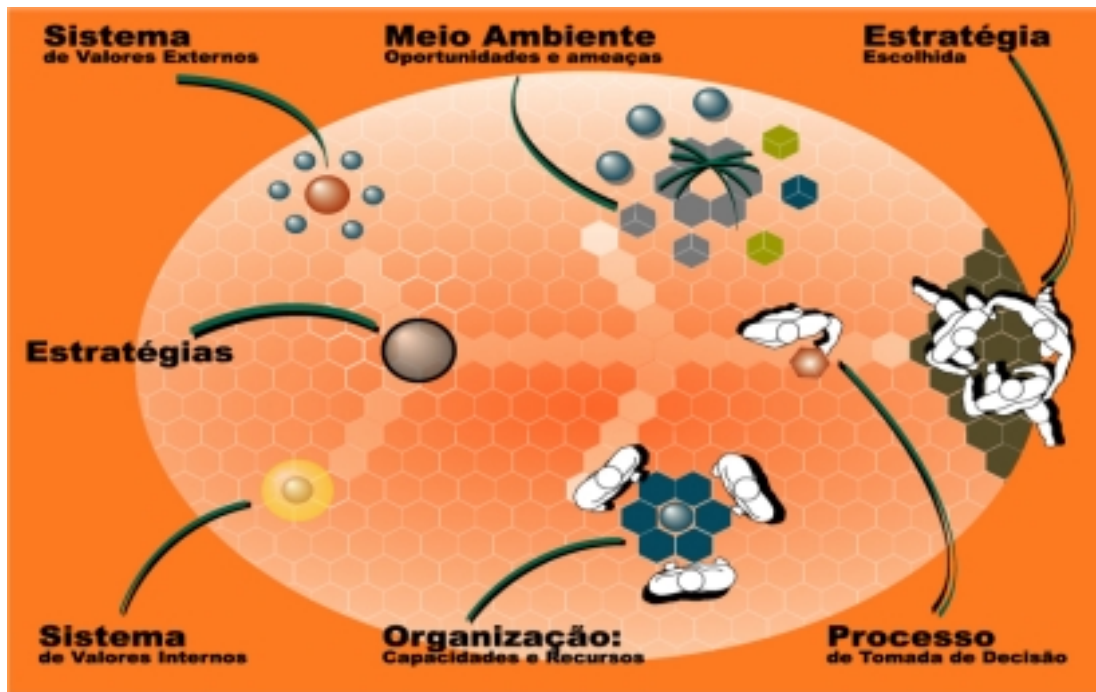 Sistema
de Valores Externos
Meio Ambiente
Oportunidades e ameaças
Estratégia
Escolhida
Estratégias
Sistema
de Valores Internos
Organização:
Capacidades e Recursos
Processo
de Tomada de Decisão